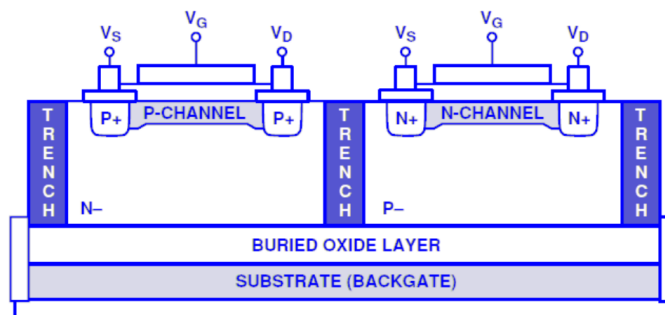 VS VG VD VS VG VD
P+ P-CHANNEL P+ N+ N-CHANNEL N+
TRENCH TRENCH TRENCH
N– P–
BURIED OXIDE LAYER
SUBSTRATE (BACKGATE)